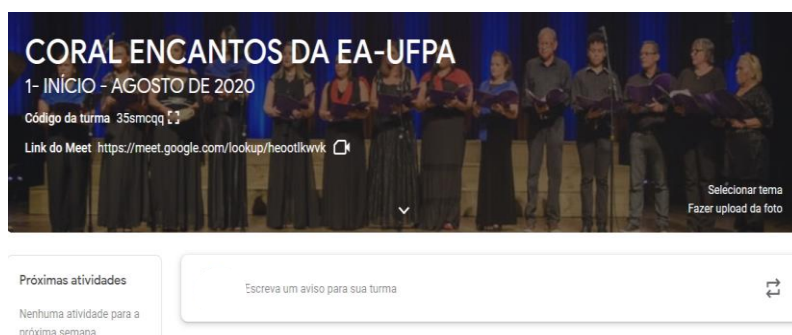 CORAL ENCANTOS DA EA-UFPA
1- INÍCIO - AGOSTO DE 2020
Código da turma 35smcqq
Link do Meet https://meet.google.com/lookup/heootlkwvk
Selecionar tema
Fazer upload da foto
Próximas atividades
Nenhuma atividade para a
próxima semana
Escreva um aviso para sua turma